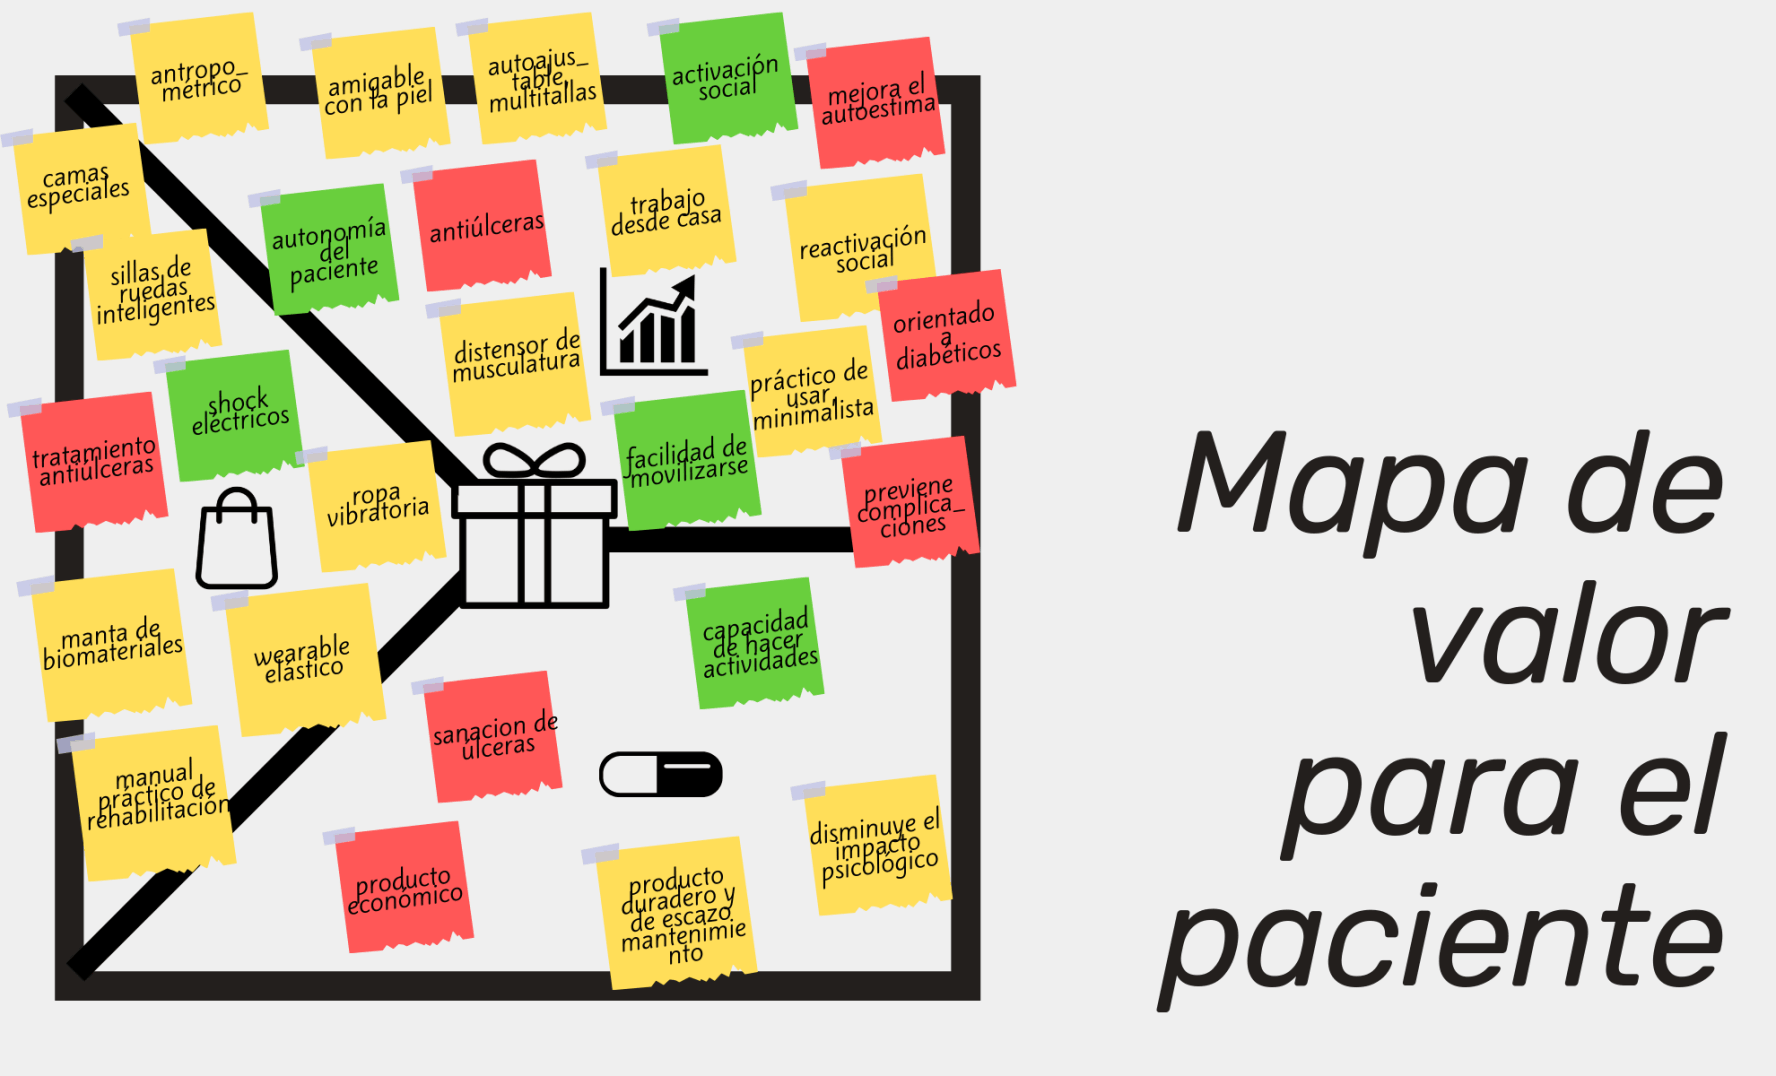 antropo_
métrico
amigable
con la piel
autoajus_
table,
multitallas
activación
social
mejora el
autoestima
camas
especiales
autonomía
del
paciente
antiúlceras
trabajo
desde casa
reactivación
social
sillas de
ruedas
inteligentes
distensor de
musculatura
orientado
a
diabéticos
práctico de
usar,
minimalista
shock
eléctricos
tratamiento
antiúlceras
ropa
vibratoria
facilidad de
movilizarse
previene
complica_
ciones
manta de
biomateriales
wearable
elástico
capacidad
de hacer
actividades
sanacion de
úlceras
manual
práctico de
rehabilitación
producto
económico
producto
duradero y
de escazo
mantenimie
nto
disminuye el
impacto
psicológico
Mapa de
valor
para el
paciente